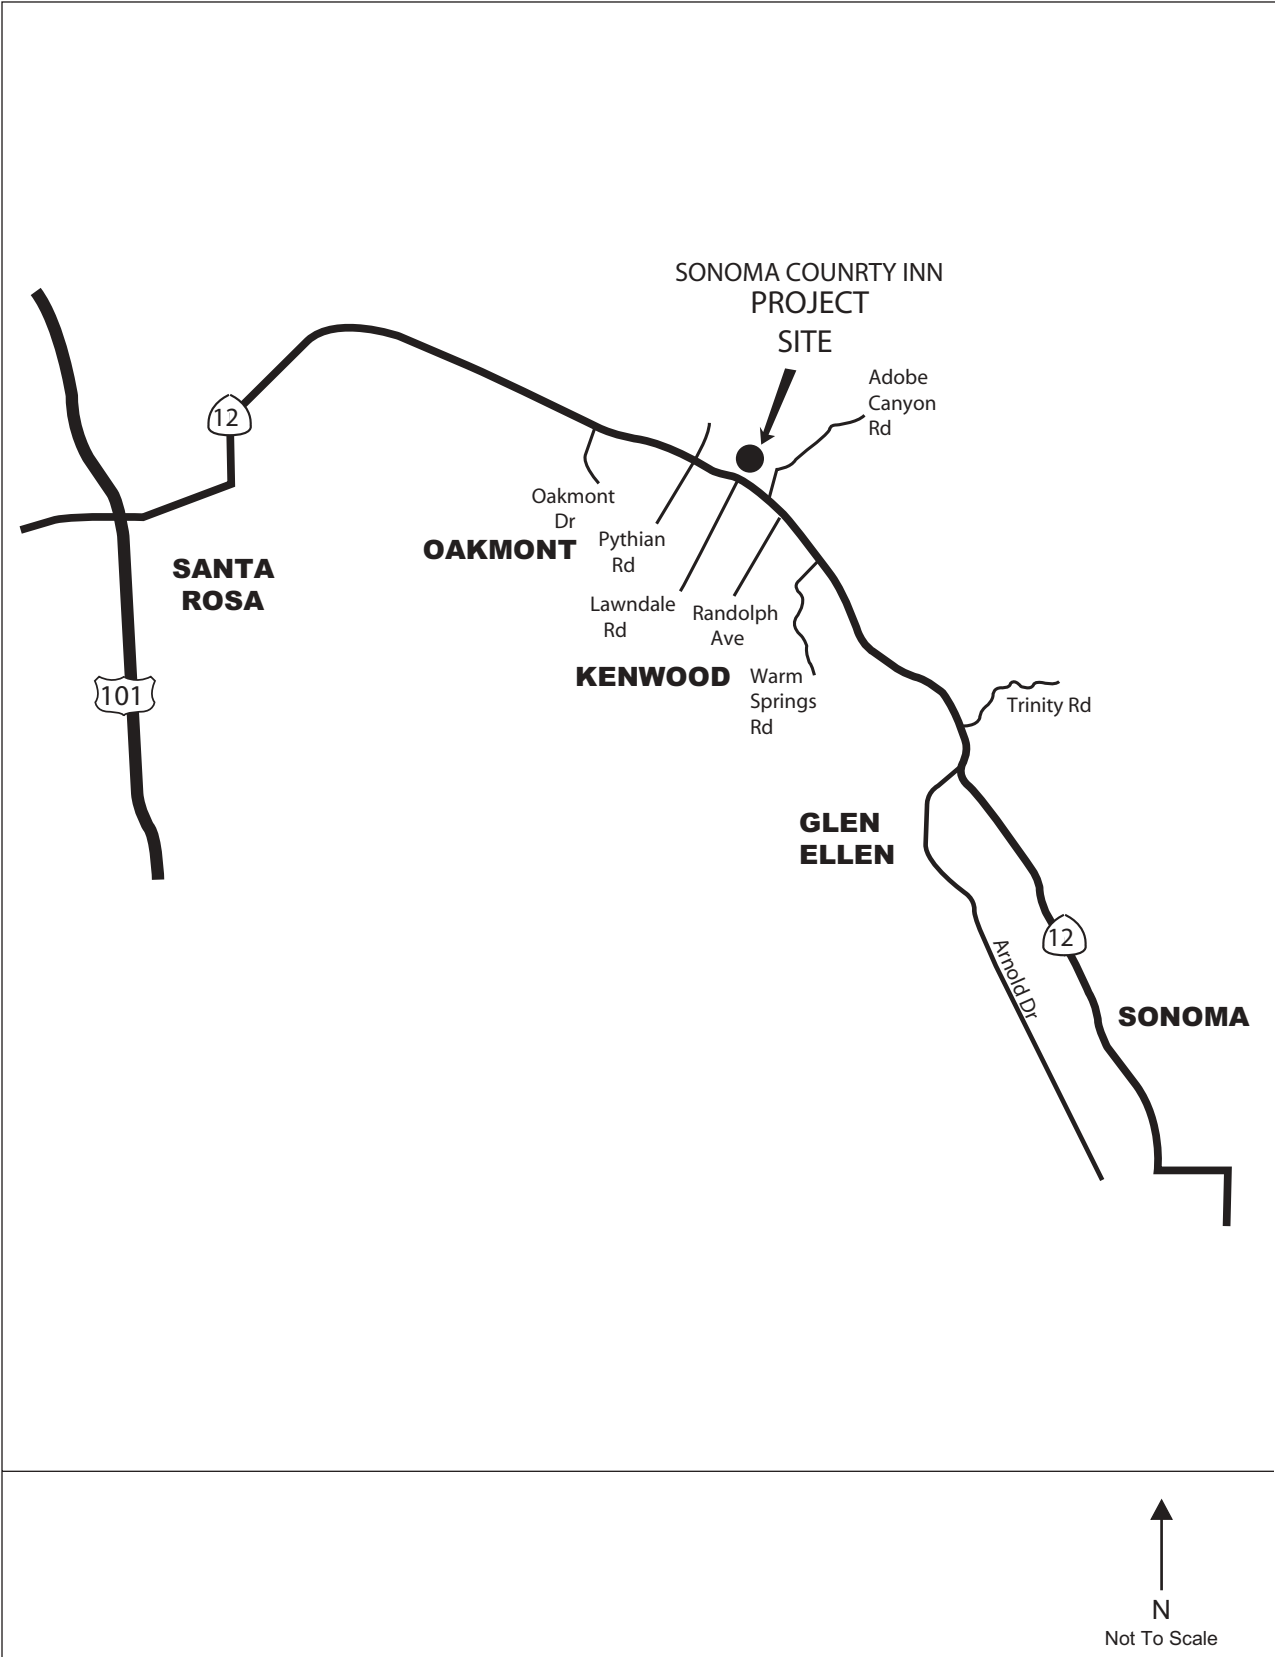 SONOMA COUNRTY INN
PROJECT
SITE
Adobe
Canyon
Rd
12
Oakmont
Dr
OAKMONT
Pythian
Rd
SANTA
ROSA
Lawndale
Rd
Randolph
Ave
KENWOOD
Warm
Springs
Rd
101
Trinity Rd
GLEN
ELLEN
12
Arnold Dr
SONOMA
N
Not To Scale